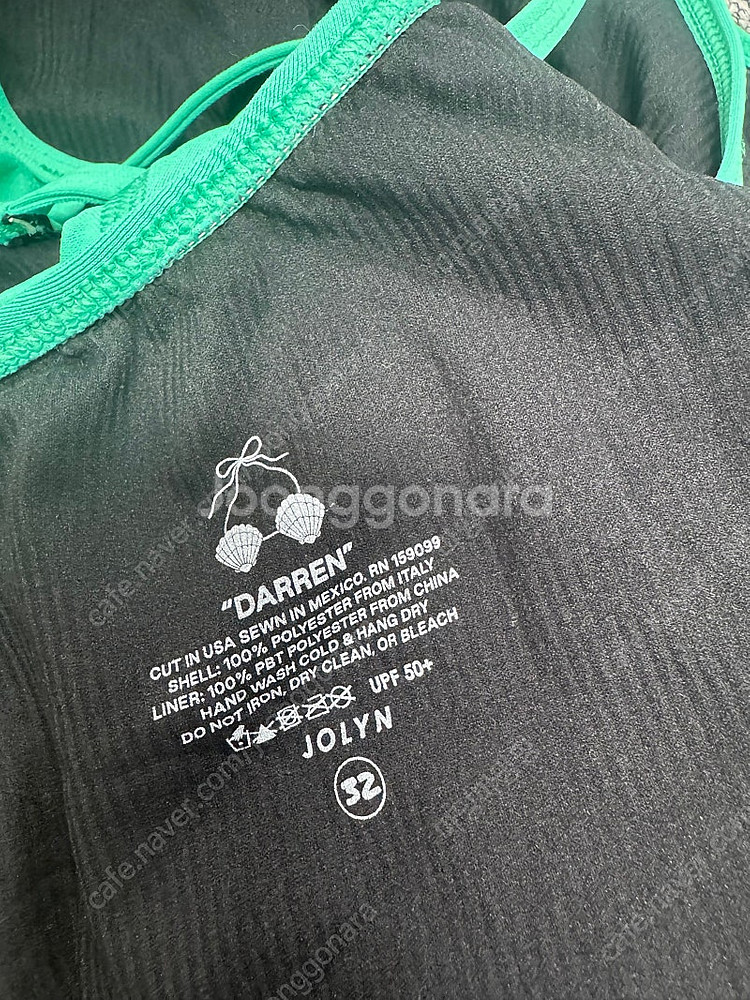 Joonggonara
"DARREN"
CUT IN USA SEWN IN MEXICO. RN 159099
SHELL: 100% POLYESTER FROM ITALY
LINER: 100% PBT POLYESTER FROM CHINA
HAND WASH COLD & HANG DRY
DO NOT IRON, DRY CLEAN, OR BLEACH
UPF 50+
JOLYN
32